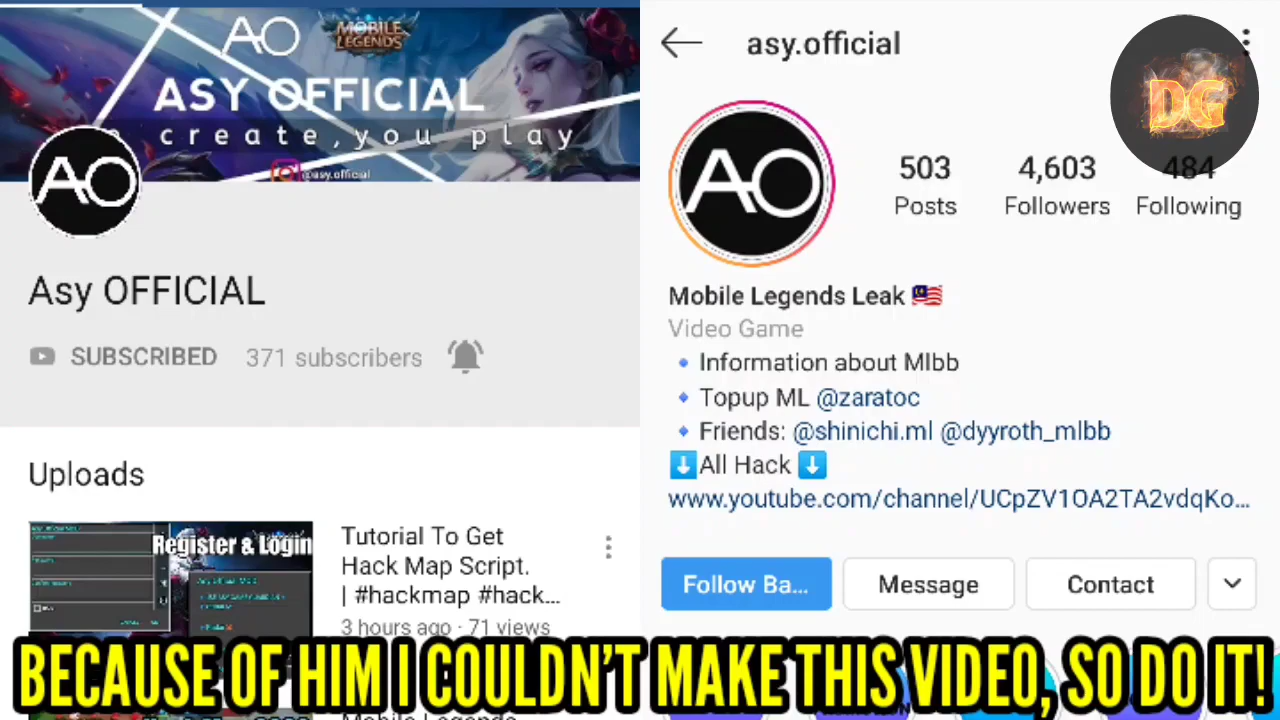 AO
MOBILE
LEGENDS
ASY OFFICIAL
create, you play
@asy.official
AO
Asy OFFICIAL
SUBSCRIBED 371 subscribers
Uploads
Register & Login
Tutorial To Get
Hack Map Script.
| #hackmap #hack...
3 hours ago · 71 views
Mobile Legends
asy.official
DG
AO
503
Posts
4,603
Followers
484
Following
Mobile Legends Leak 🇲🇾
Video Game
🔹 Information about Mlbb
🔹 Topup ML @zaratoc
🔹 Friends: @shinichi.ml @dyyroth_mlbb
⬇️All Hack ⬇️
www.youtube.com/channel/UCpZV1OA2TA2vdqKo...
Follow Ba...
Message
Contact
BECAUSE OF HIM I COULDN'T MAKE THIS VIDEO, SO DO IT!